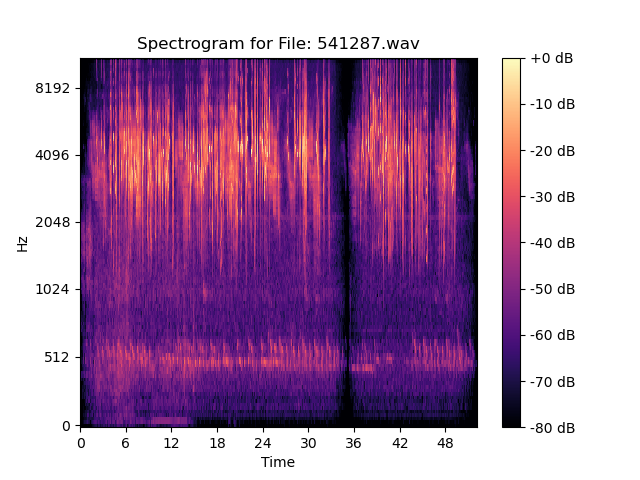 Spectrogram for File: 541287.wav
Hz
8192
4096
2048
1024
512
0
0 6 12 18 24 30 36 42 48
Time
+0 dB
-10 dB
-20 dB
-30 dB
-40 dB
-50 dB
-60 dB
-70 dB
-80 dB